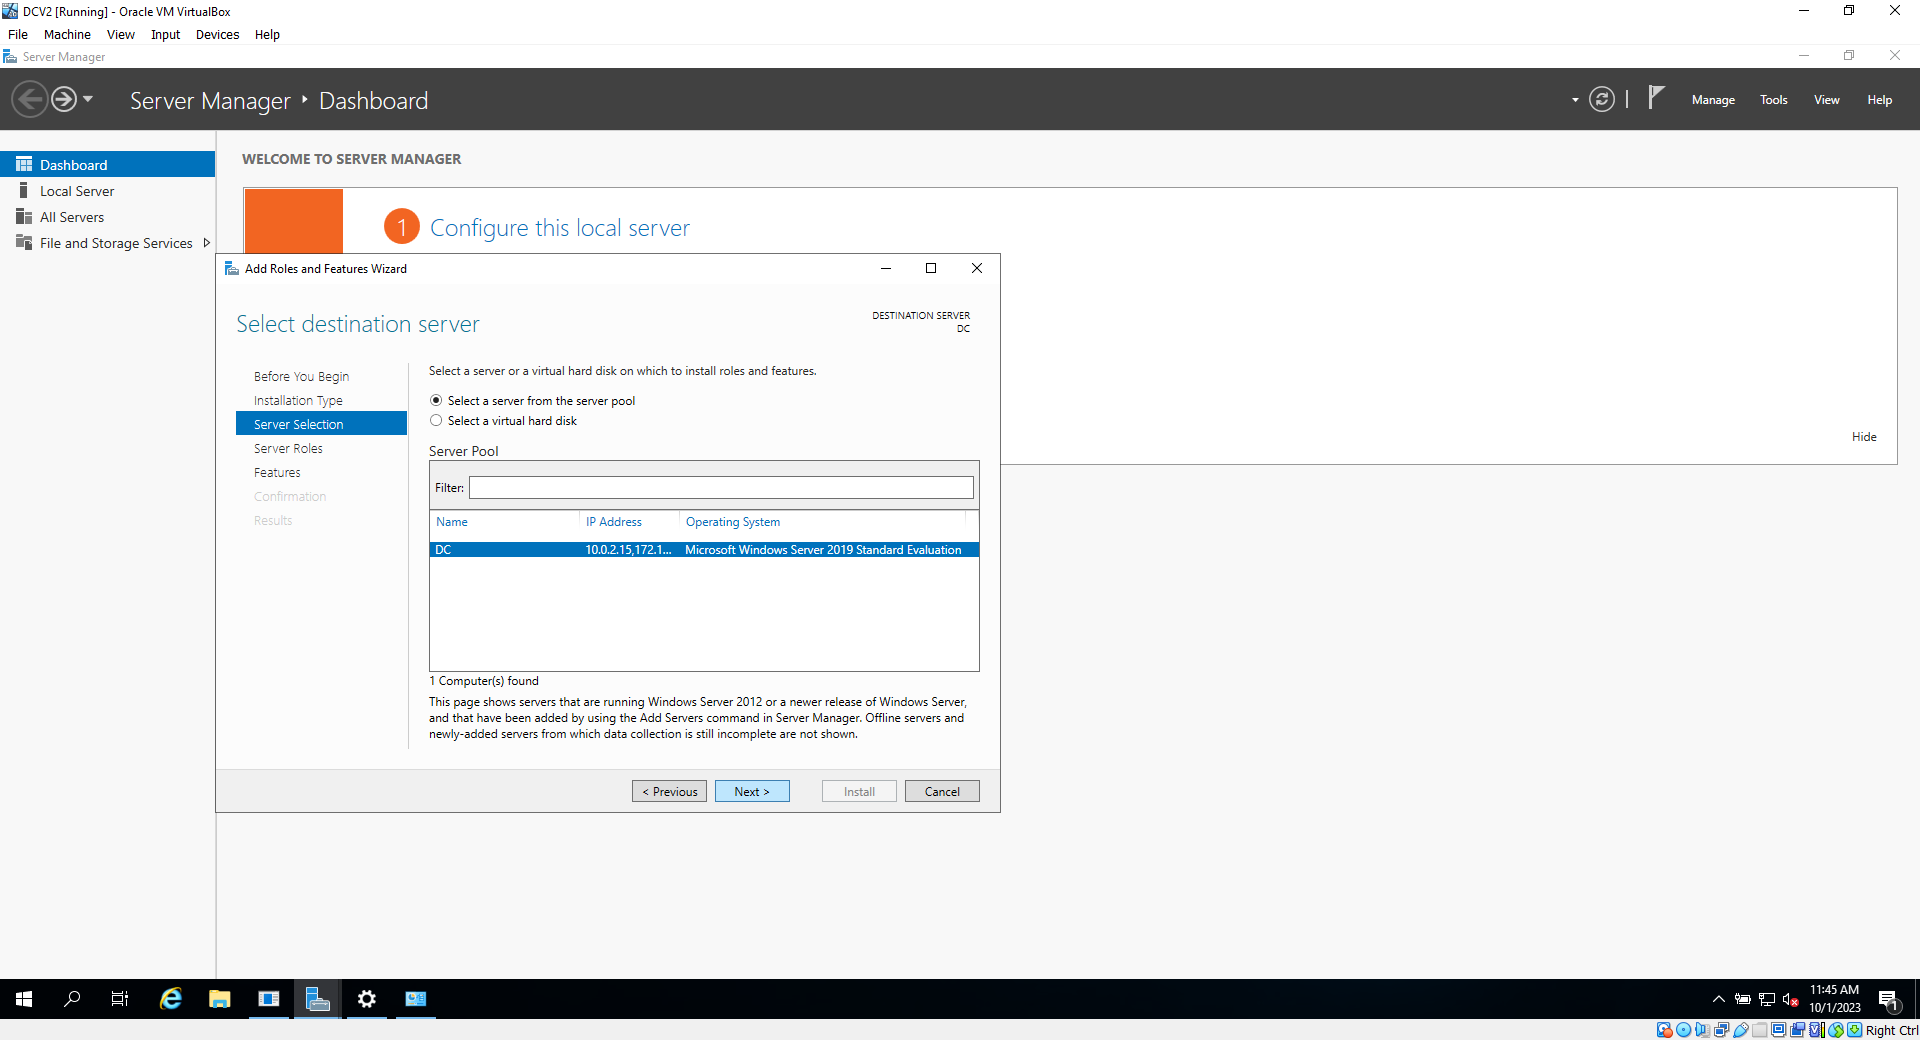 DCV2 [Running] - Oracle VM VirtualBox
File Machine View Input Devices Help
Server Manager
Server Manager Dashboard
Manage Tools View Help
Dashboard
Local Server
All Servers
File and Storage Services
WELCOME TO SERVER MANAGER
1 Configure this local server
Hide
Add Roles and Features Wizard
Select destination server
DESTINATION SERVER
DC
Before You Begin
Installation Type
Server Selection
Server Roles
Features
Confirmation
Results
Select a server or a virtual hard disk on which to install roles and features.
Select a server from the server pool
Select a virtual hard disk
Server Pool
Filter:
Name IP Address Operating System
DC 10.0.2.15,172.1... Microsoft Windows Server 2019 Standard Evaluation
1 Computer(s) found
This page shows servers that are running Windows Server 2012 or a newer release of Windows Server,
and that have been added by using the Add Servers command in Server Manager. Offline servers and
newly-added servers from which data collection is still incomplete are not shown.
< Previous Next > Install Cancel
11:45 AM
10/1/2023
1
Right Ctrl